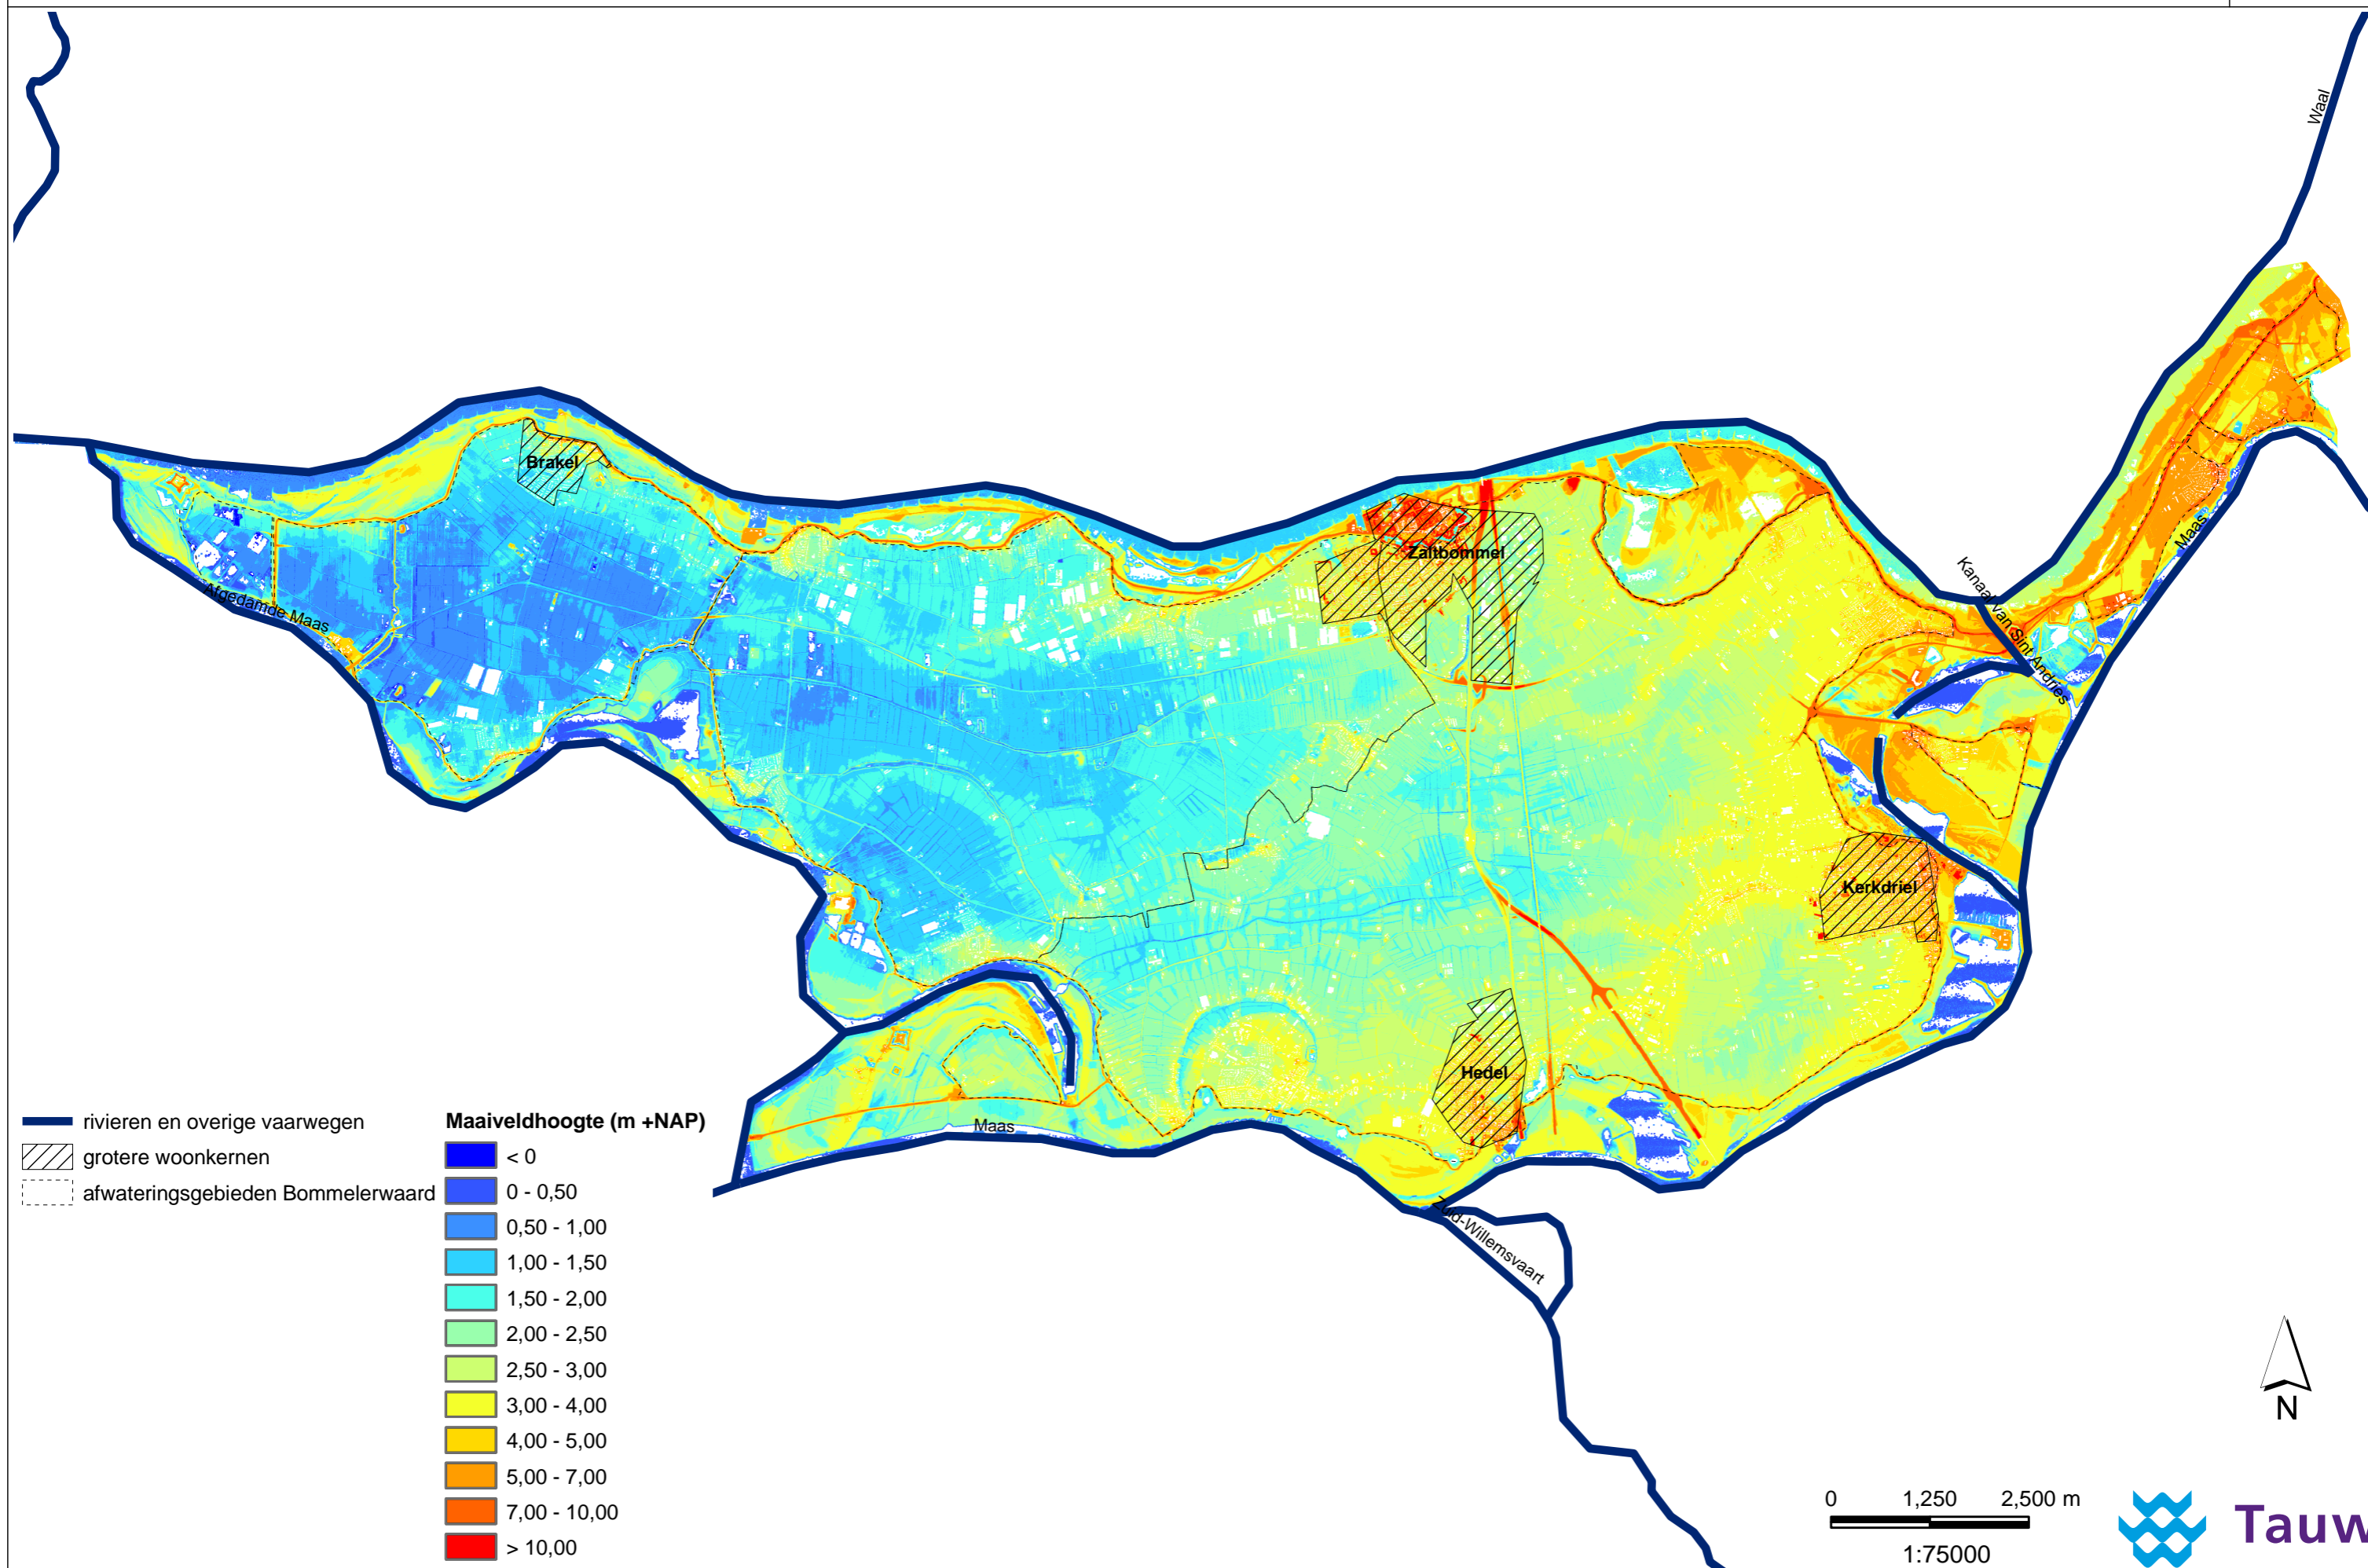 Waal
Brakel
Zaltbommel
Kanaal van Sint Andries
Maas
Afgedamde Maas
Kerkdriel
Hedel
Maas
Zuid-Willemsvaart
rivieren en overige vaarwegen
grotere woonkernen
afwateringsgebieden Bommelerwaard
Maaiveldhoogte (m +NAP)
< 0
0 - 0,50
0,50 - 1,00
1,00 - 1,50
1,50 - 2,00
2,00 - 2,50
2,50 - 3,00
3,00 - 4,00
4,00 - 5,00
5,00 - 7,00
7,00 - 10,00
> 10,00
N
0 1,250 2,500 m
1:75000
Tauw